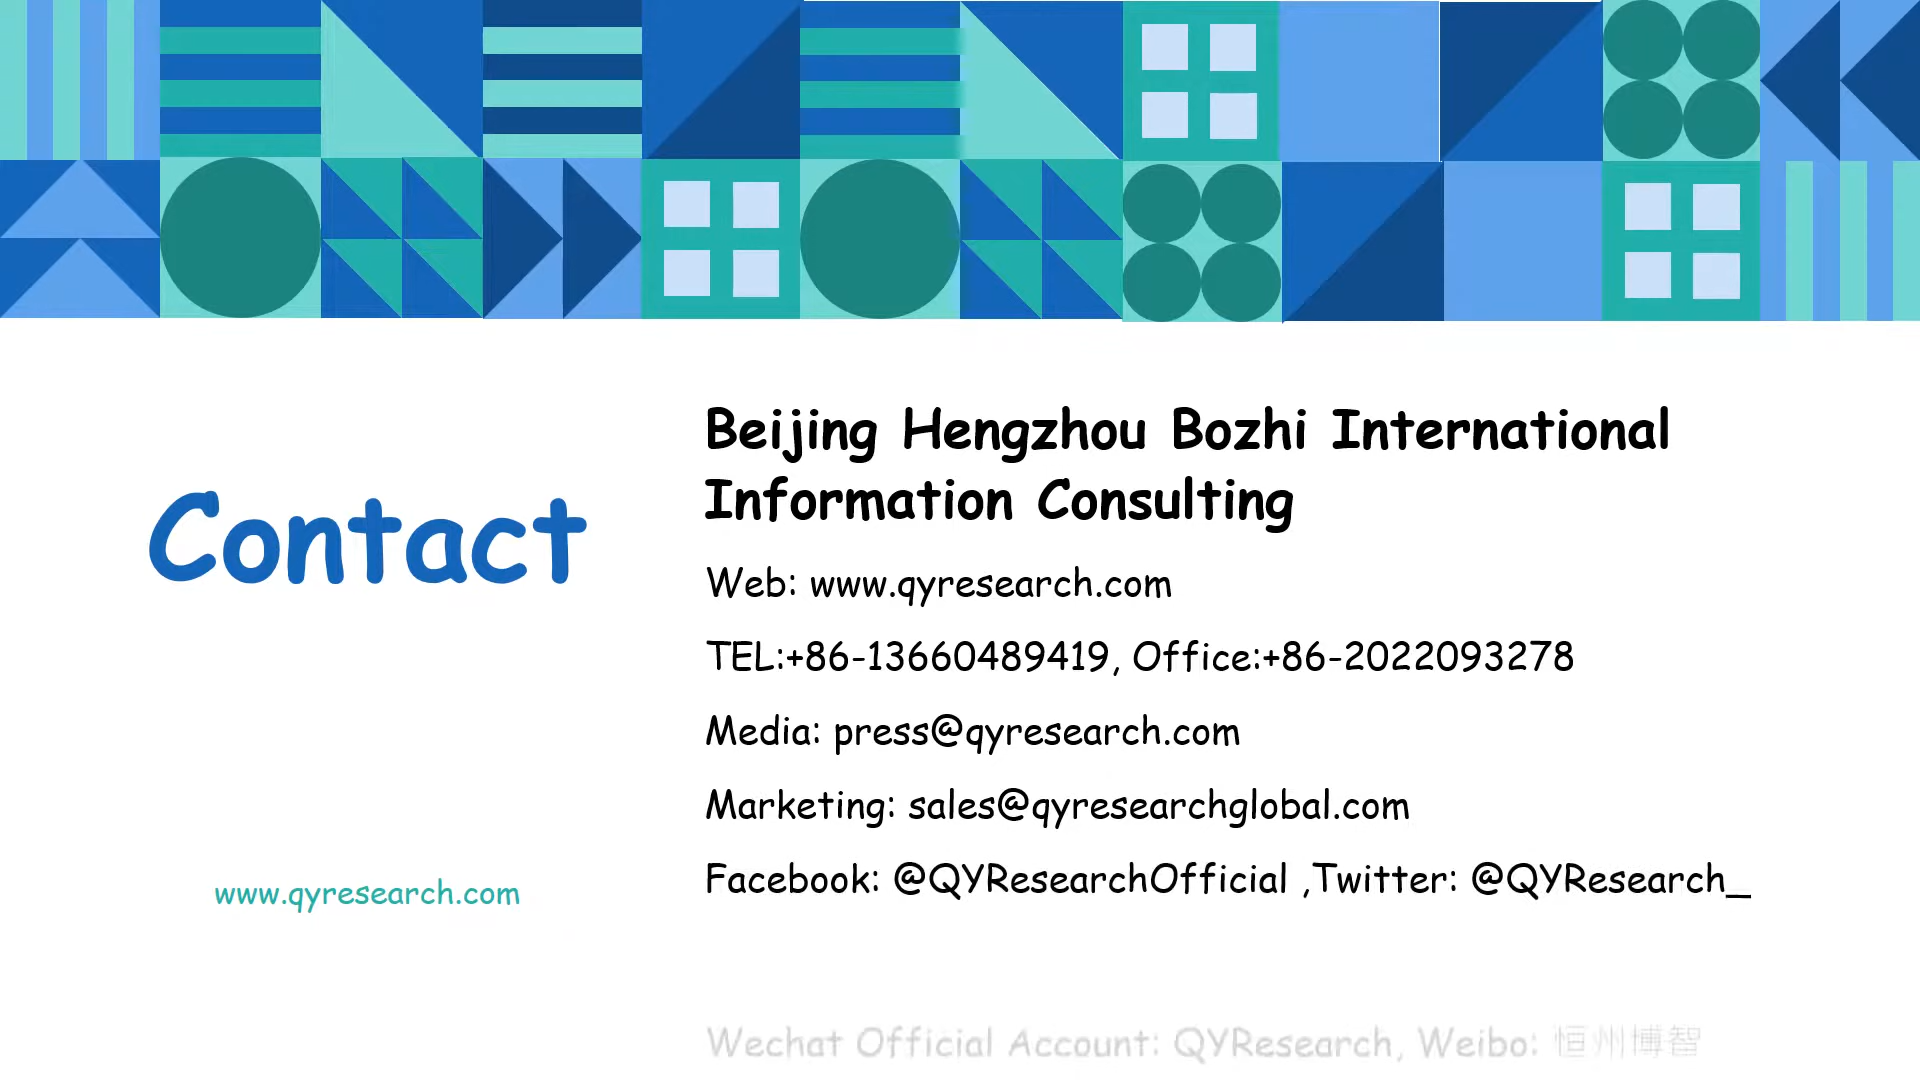 Contact
www.qyresearch.com
Beijing Hengzhou Bozhi International
Information Consulting
Web: www.qyresearch.com
TEL:+86-13660489419, Office:+86-2022093278
Media: press@qyresearch.com
Marketing: sales@qyresearchglobal.com
Facebook: @QYResearchOfficial ,Twitter: @QYResearch_
Wechat Official Account: QYResearch, Weibo: 恒州博智